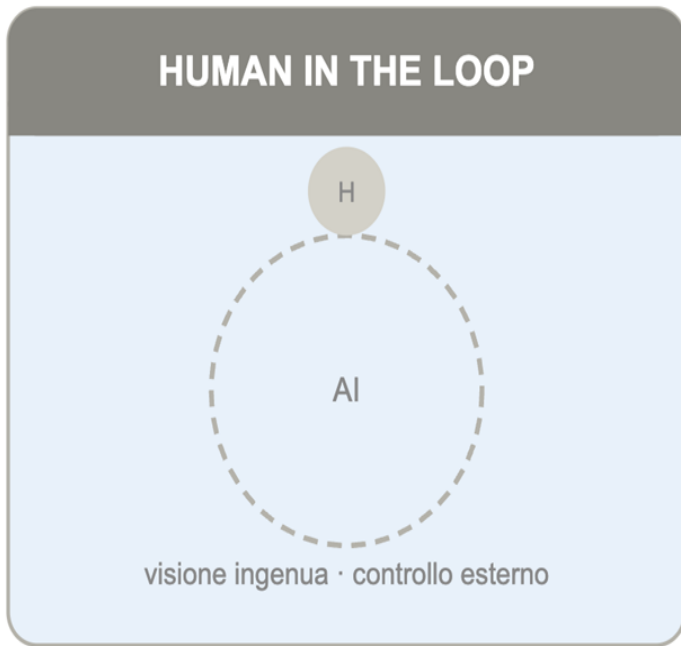 HUMAN IN THE LOOP
H
AI
visione ingenua · controllo esterno